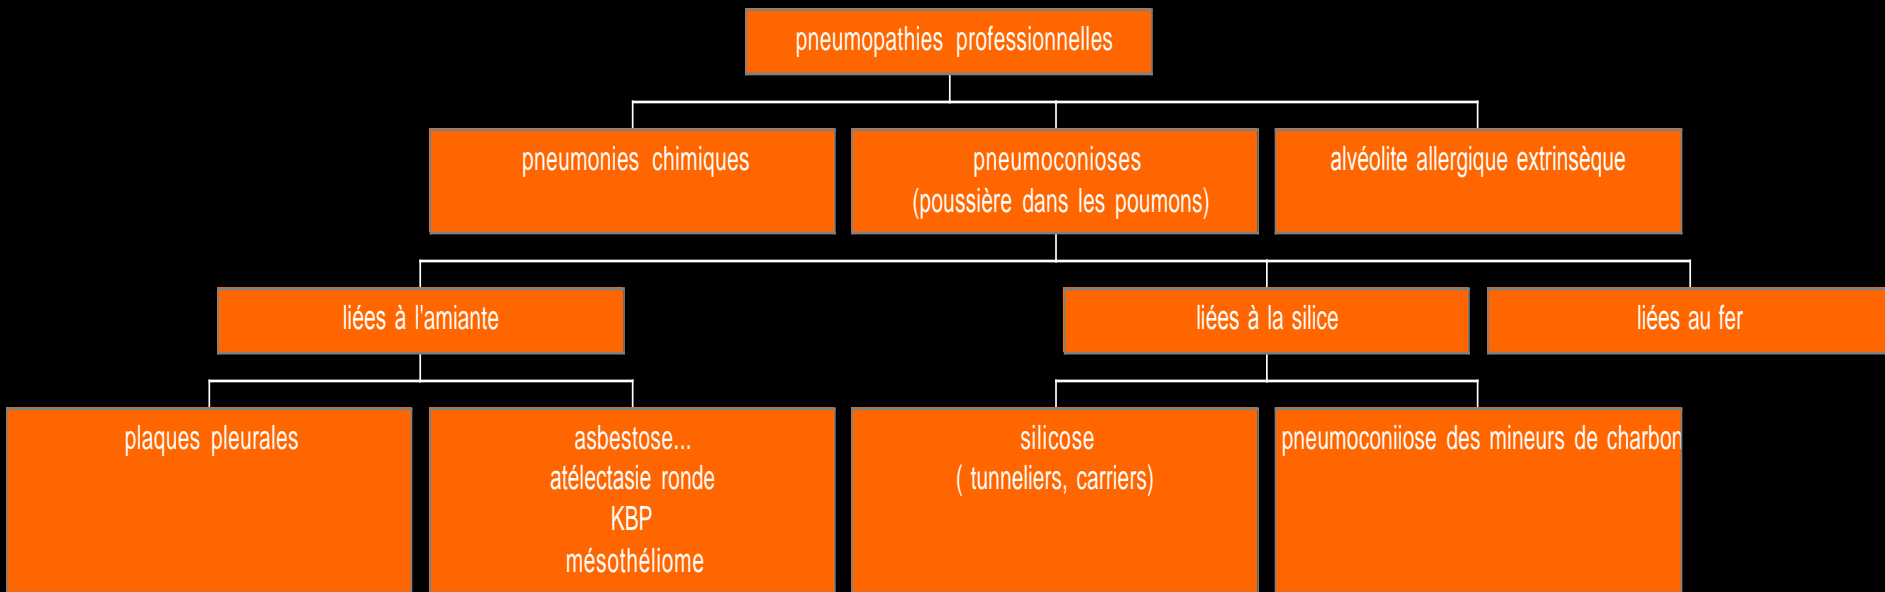 pneumopathies professionnelles
pneumonies chimiques
pneumoconioses
(poussière dans les poumons)
alvéolite allergique extrinsèque
liées à l'amiante
liées à la silice
liées au fer
plaques pleurales
asbestose...
atélectasie ronde
KBP
mésothéliome
silicose
( tunneliers, carriers)
pneumoconiiose des mineurs de charbon